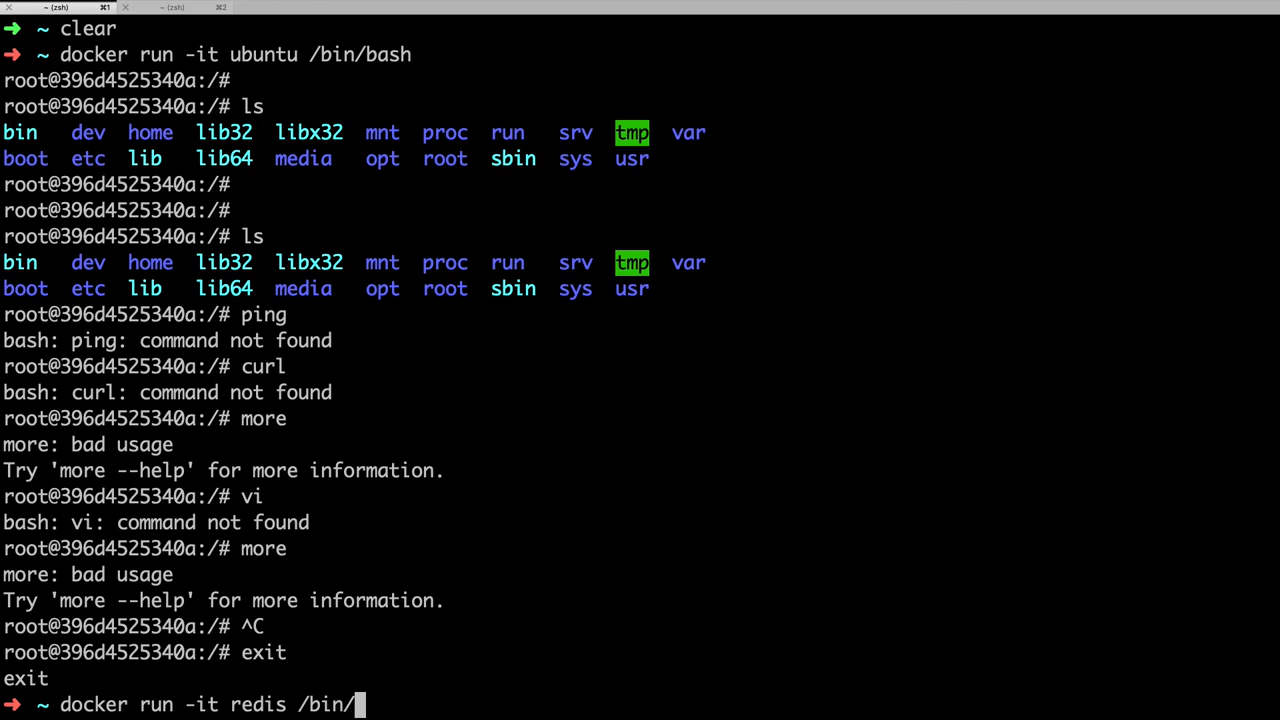 ~ (zsh) ⌘1 ~ (zsh) ⌘2
➜ ~ clear
➜ ~ docker run -it ubuntu /bin/bash
root@396d4525340a:/#
root@396d4525340a:/# ls
bin dev home lib32 libx32 mnt proc run srv tmp var
boot etc lib lib64 media opt root sbin sys usr
root@396d4525340a:/#
root@396d4525340a:/#
root@396d4525340a:/# ls
bin dev home lib32 libx32 mnt proc run srv tmp var
boot etc lib lib64 media opt root sbin sys usr
root@396d4525340a:/# ping
bash: ping: command not found
root@396d4525340a:/# curl
bash: curl: command not found
root@396d4525340a:/# more
more: bad usage
Try 'more --help' for more information.
root@396d4525340a:/# vi
bash: vi: command not found
root@396d4525340a:/# more
more: bad usage
Try 'more --help' for more information.
root@396d4525340a:/# ^C
root@396d4525340a:/# exit
exit
➜ ~ docker run -it redis /bin/